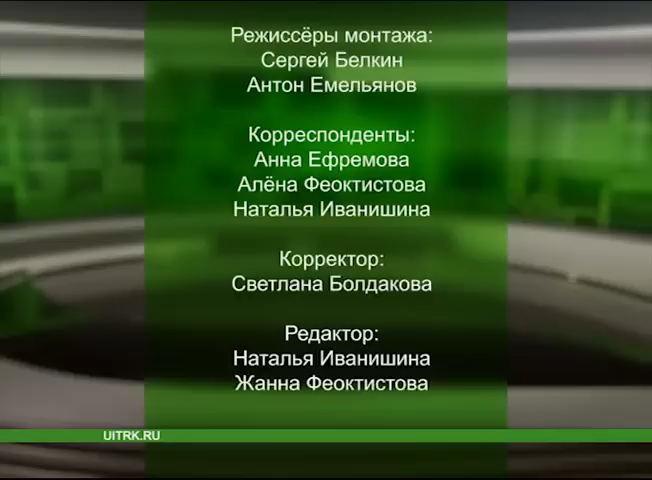 Режиссёры монтажа:
Сергей Белкин
Антон Емельянов
Корреспонденты:
Анна Ефремова
Алёна Феоктистова
Наталья Иванишина
Корректор:
Светлана Болдакова
Редактор:
Наталья Иванишина
Жанна Феоктистова
UITRK.RU